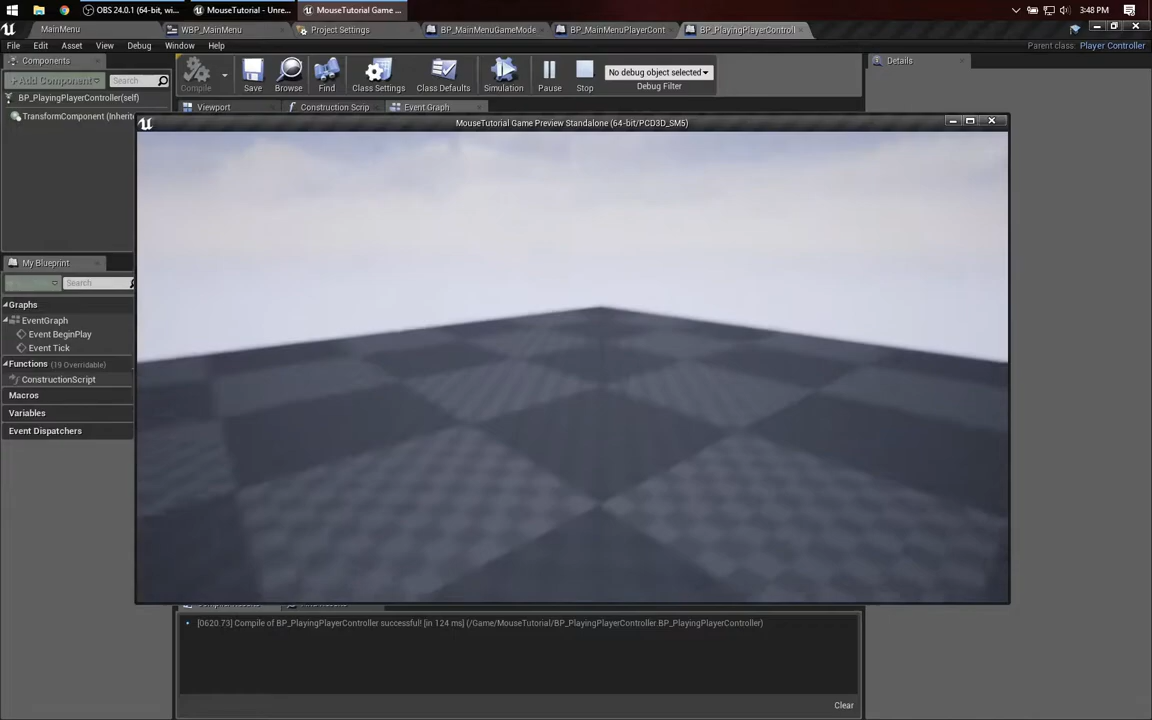 OBS 24.0.1 (64-bit, wi...
MouseTutorial - Unre...
MouseTutorial Game ...
3:48 PM
MainMenu
WBP_MainMenu
Project Settings
BP_MainMenuGameMode
BP_MainMenuPlayerCont
BP_PlayingPlayerControll
File Edit Asset View Debug Window Help
Parent class: Player Controller
Components
+Add Component
Search
BP_PlayingPlayerController(self)
TransformComponent (Inherite
Compile
Save
Browse
Find
Class Settings
Class Defaults
Simulation
Pause
Stop
No debug object selected
Debug Filter
Details
Viewport
Construction Scrip
Event Graph
MouseTutorial Game Preview Standalone (64-bit/PCD3D_SM5)
My Blueprint
Search
Graphs
EventGraph
Event BeginPlay
Event Tick
Functions (19 Overridable)
ConstructionScript
Macros
Variables
Event Dispatchers
[0620.73] Compile of BP_PlayingPlayerController successful! [in 124 ms] (/Game/MouseTutorial/BP_PlayingPlayerController.BP_PlayingPlayerController)
Clear